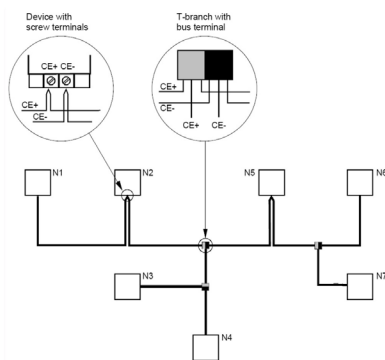 Device with
screw terminals
T-branch with
bus terminal
CE+ CE-
CE+
CE-
CE+
CE-
CE+
CE-
N1
N2
N5
N6
N3
N7
N4